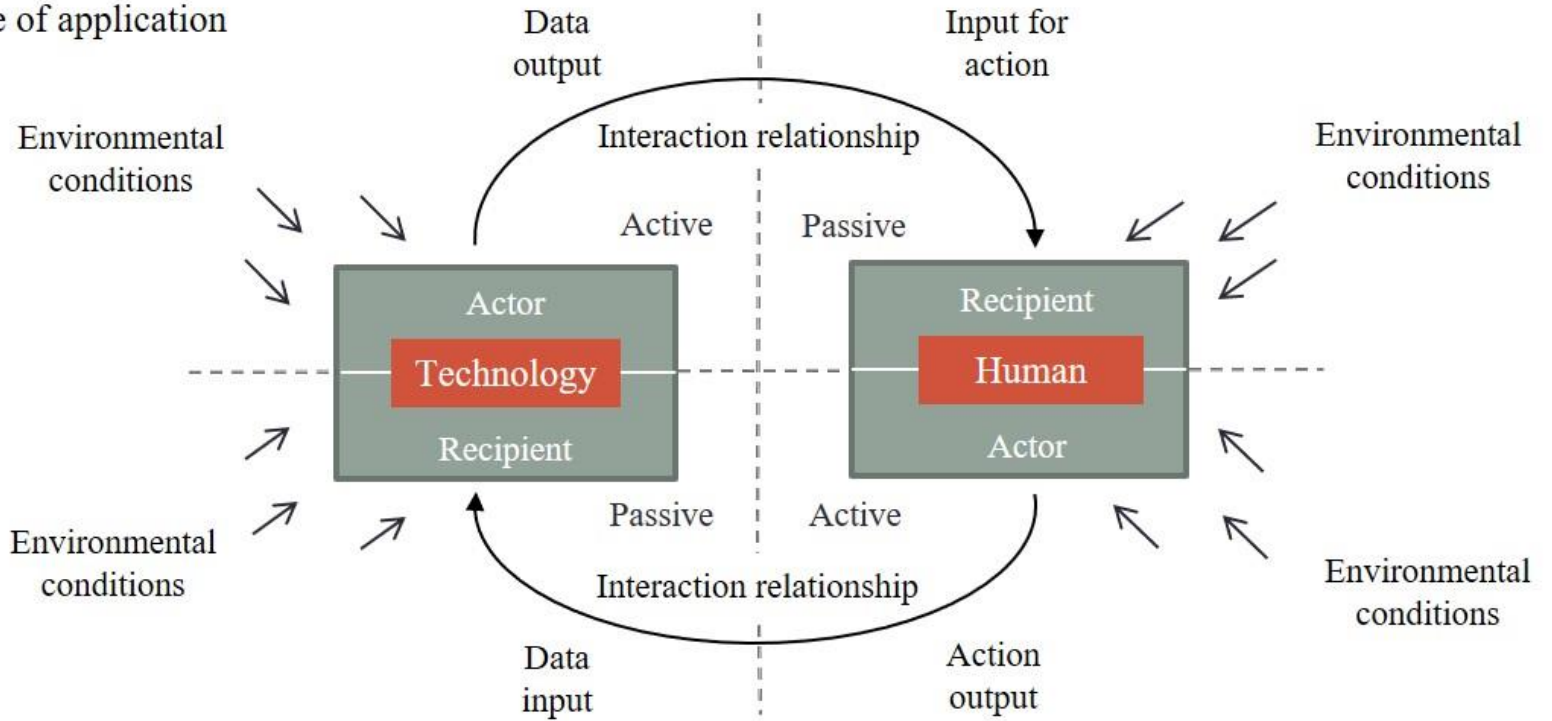 e of application
Data
output
Input for
action
Environmental
conditions
Interaction relationship
Environmental
conditions
Active
Passive
Actor
Technology
Recipient
Recipient
Human
Actor
Passive
Active
Environmental
conditions
Interaction relationship
Environmental
conditions
Data
input
Action
output